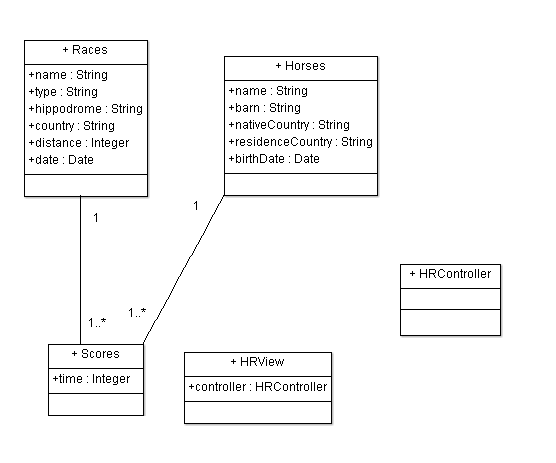 + Races
+name : String
+type : String
+hippodrome : String
+country : String
+distance : Integer
+date : Date
+ Horses
+name : String
+barn : String
+nativeCountry : String
+residenceCountry : String
+birthDate : Date
1
1
1..*
1..*
+ HRController
+ Scores
+time : Integer
+ HRView
+controller : HRController